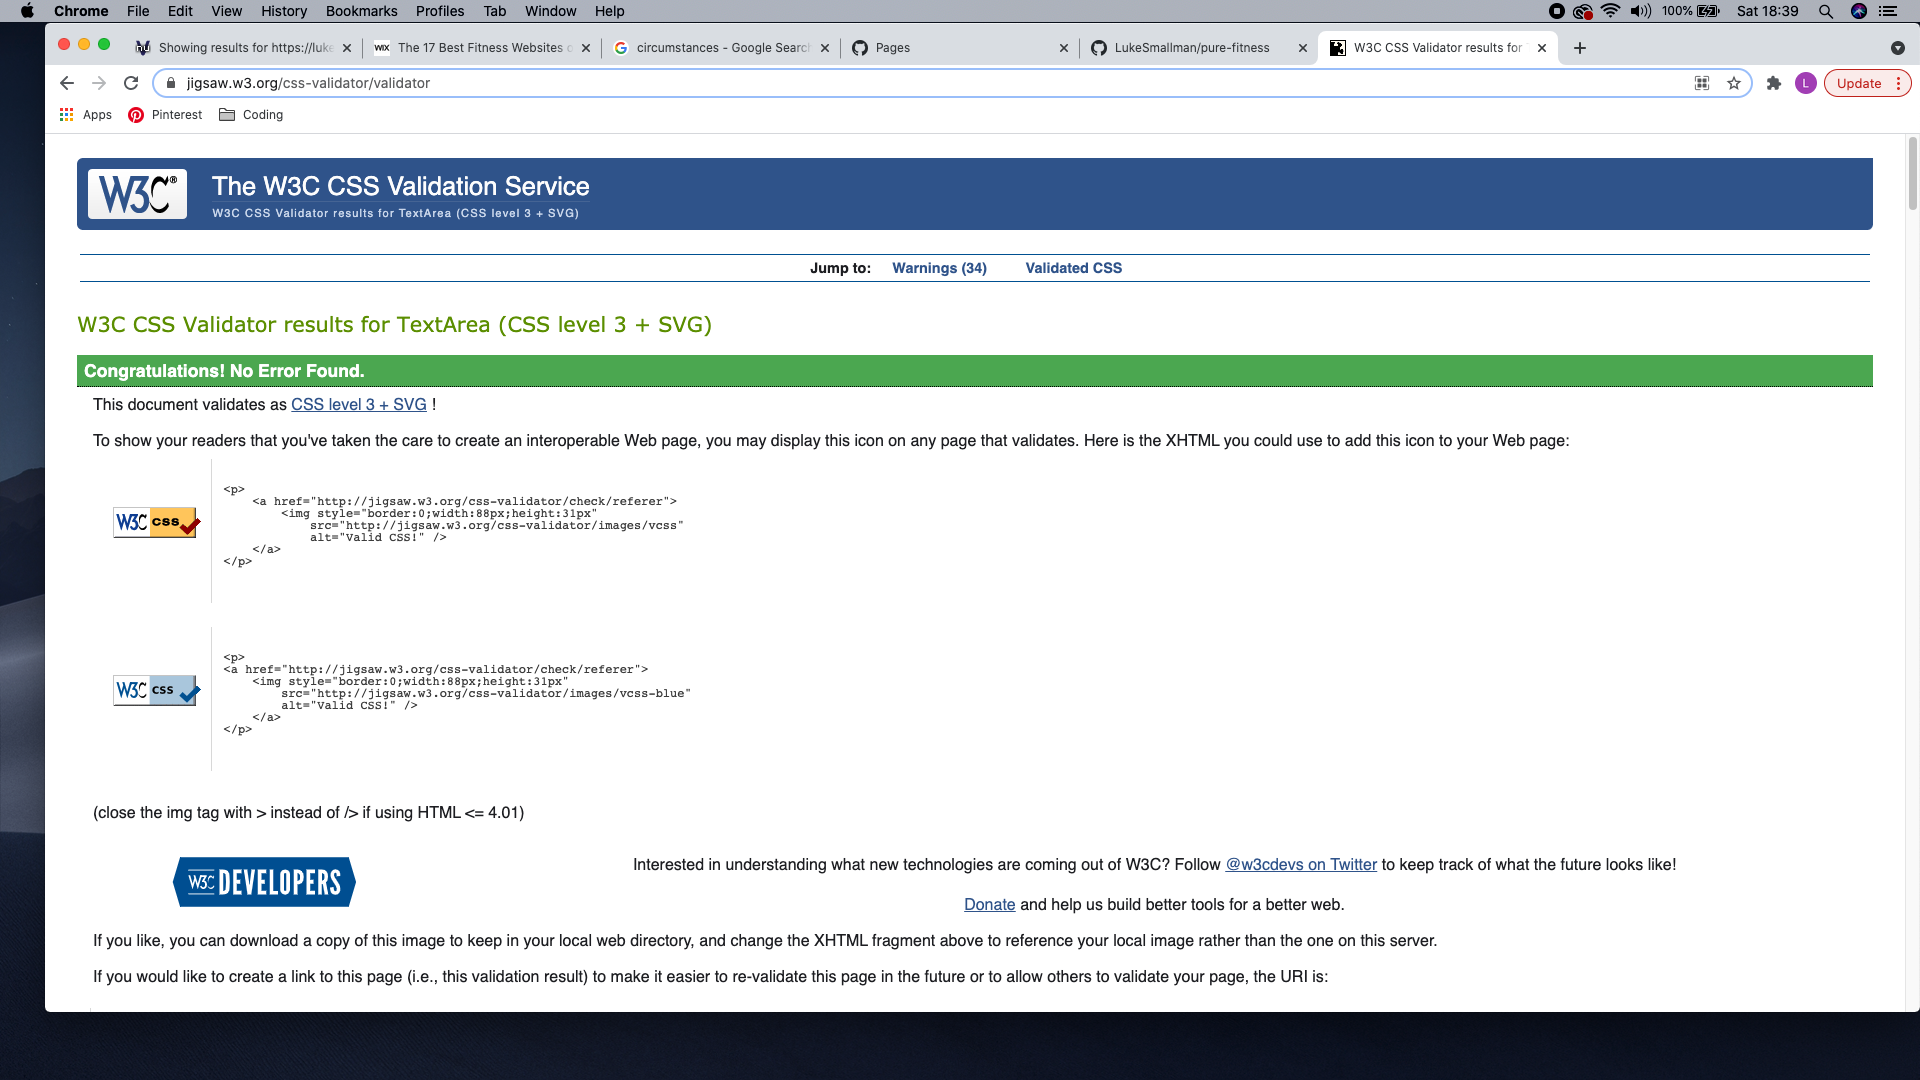 Chrome File Edit View History Bookmarks Profiles Tab Window Help 100% Sat 18:39
Showing results for https://luke
WIX The 17 Best Fitness Websites o
circumstances - Google Search
Pages
LukeSmallman/pure-fitness
W3C CSS Validator results for
jigsaw.w3.org/css-validator/validator
L
Update
Apps Pinterest Coding
W3C®
The W3C CSS Validation Service
W3C CSS Validator results for TextArea (CSS level 3 + SVG)
Jump to: Warnings (34) Validated CSS
W3C CSS Validator results for TextArea (CSS level 3 + SVG)
Congratulations! No Error Found.
This document validates as CSS level 3 + SVG !
To show your readers that you've taken the care to create an interoperable Web page, you may display this icon on any page that validates. Here is the XHTML you could use to add this icon to your Web page:
W3C css
<p>
<a href="http://jigsaw.w3.org/css-validator/check/referer">
<img style="border:0;width:88px;height:31px"
src="http://jigsaw.w3.org/css-validator/images/vcss"
alt="Valid CSS!" />
</a>
</p>
W3C css
<p>
<a href="http://jigsaw.w3.org/css-validator/check/referer">
<img style="border:0;width:88px;height:31px"
src="http://jigsaw.w3.org/css-validator/images/vcss-blue"
alt="Valid CSS!" />
</a>
</p>
(close the img tag with > instead of /> if using HTML <= 4.01)
W3C DEVELOPERS
Interested in understanding what new technologies are coming out of W3C? Follow @w3cdevs on Twitter to keep track of what the future looks like!
Donate and help us build better tools for a better web.
If you like, you can download a copy of this image to keep in your local web directory, and change the XHTML fragment above to reference your local image rather than the one on this server.
If you would like to create a link to this page (i.e., this validation result) to make it easier to re-validate this page in the future or to allow others to validate your page, the URI is: